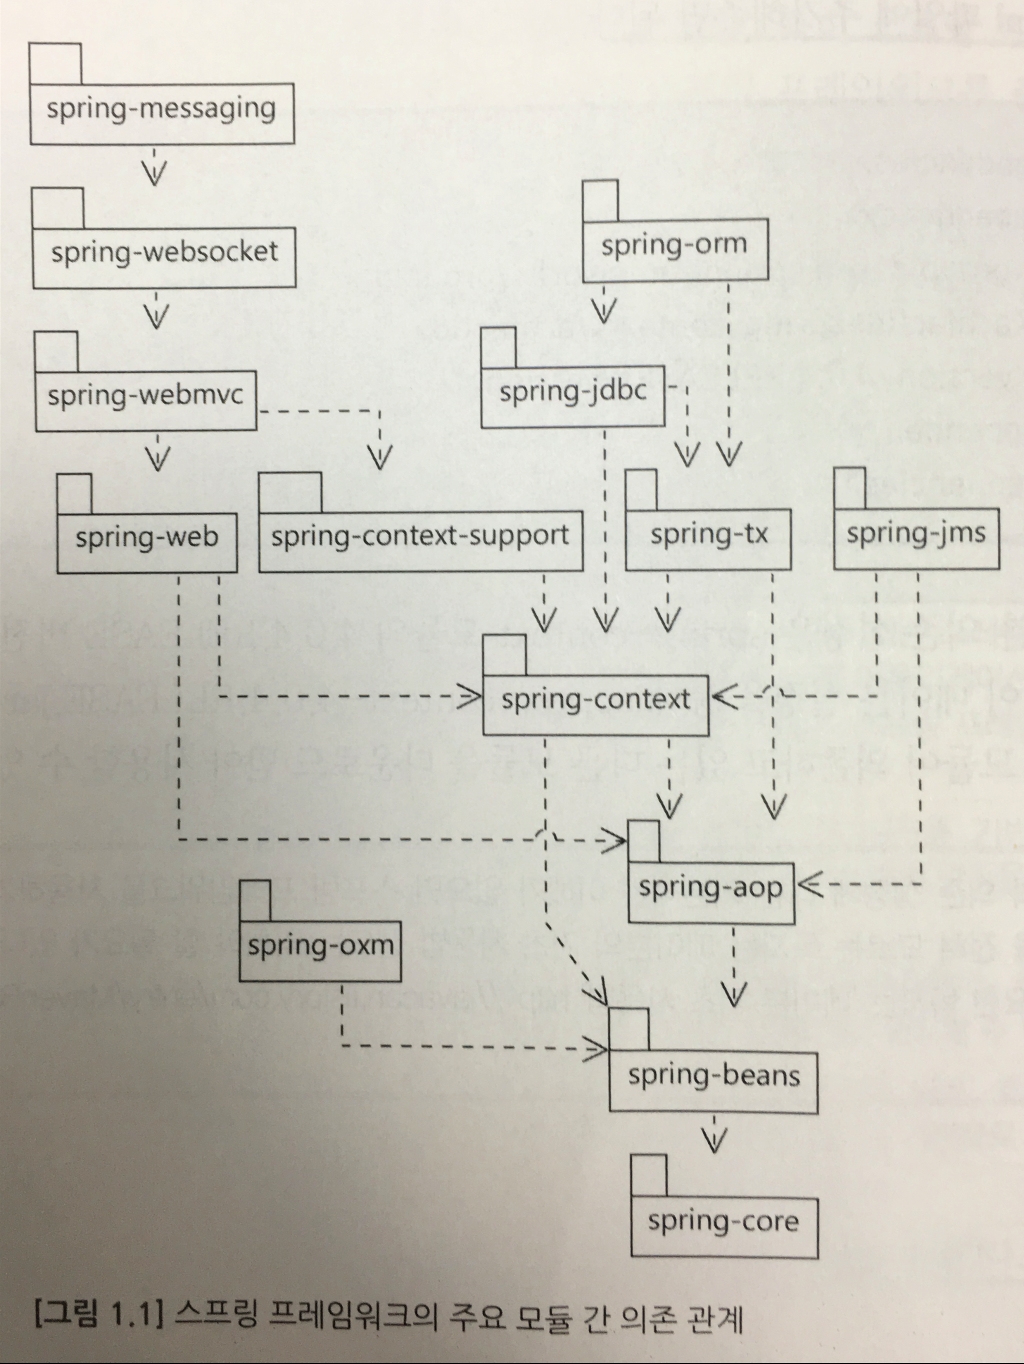 spring-messaging
spring-websocket
spring-orm
spring-webmvc
spring-jdbc
spring-web
spring-context-support
spring-tx
spring-jms
spring-context
spring-aop
spring-oxm
spring-beans
spring-core
[그림 1.1] 스프링 프레임워크의 주요 모듈 간 의존 관계